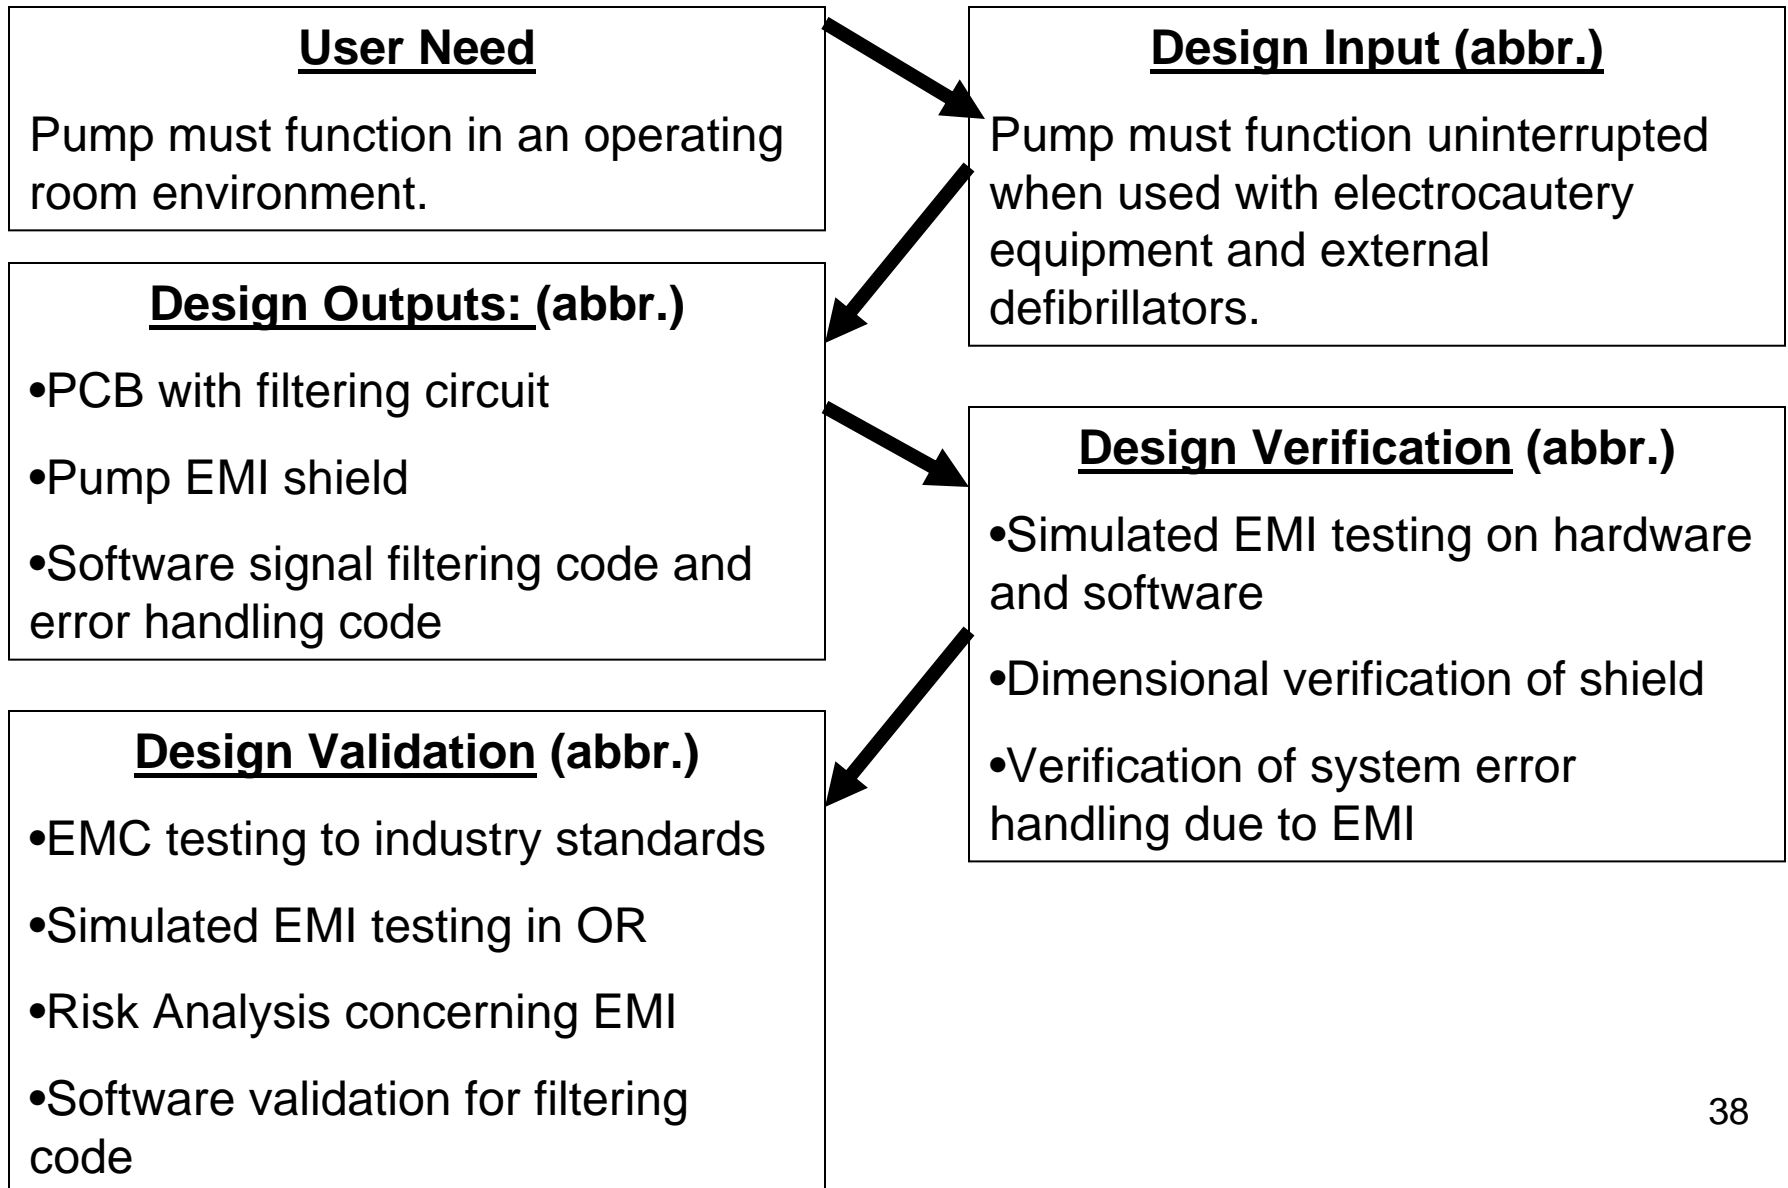 User Need
Pump must function in an operating
room environment.
Design Input (abbr.)
Pump must function uninterrupted
when used with electrocautery
equipment and external
defibrillators.
Design Outputs: (abbr.)
•PCB with filtering circuit
•Pump EMI shield
•Software signal filtering code and
error handling code
Design Verification (abbr.)
•Simulated EMI testing on hardware
and software
•Dimensional verification of shield
•Verification of system error
handling due to EMI
Design Validation (abbr.)
•EMC testing to industry standards
•Simulated EMI testing in OR
•Risk Analysis concerning EMI
•Software validation for filtering
code
38